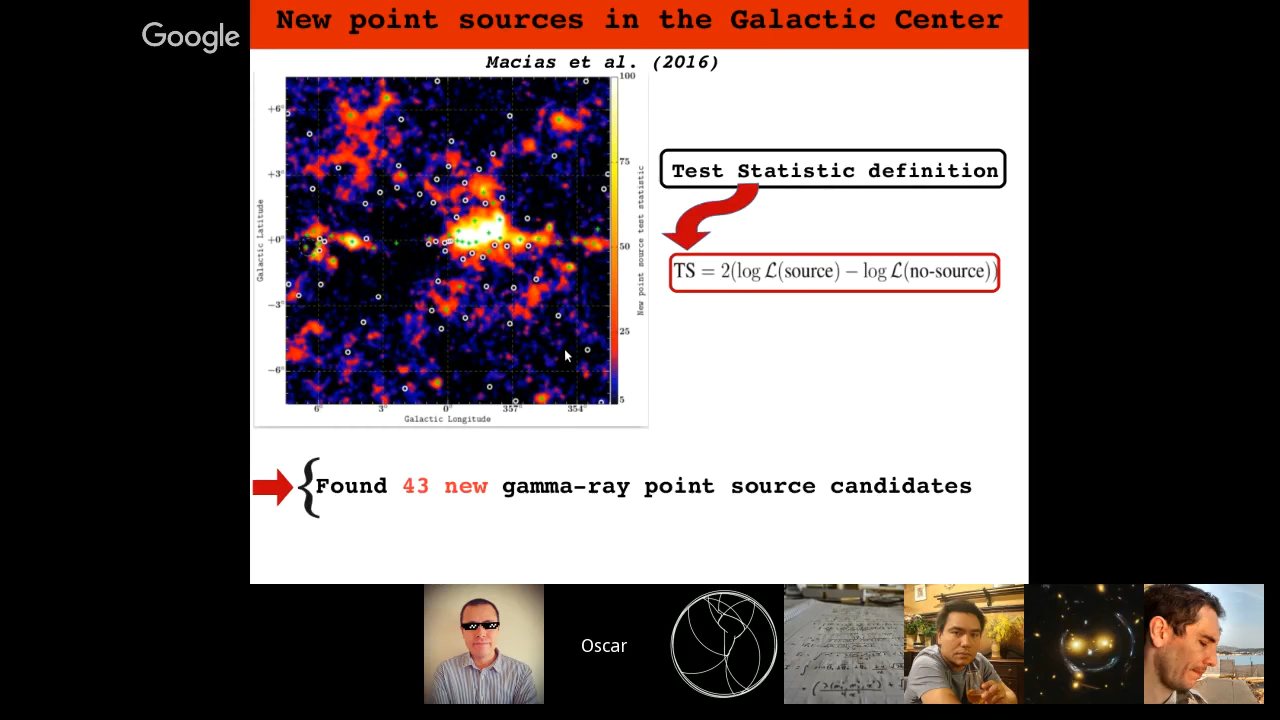 Google
New point sources in the Galactic Center
Macias et al. (2016)
100
75
50
25
5
New point source test statistic
+6°
+3°
+0°
−3°
−6°
Galactic Latitude
6° 3° 0° 357° 354°
Galactic Longitude
Test Statistic definition
TS = 2(log L(source) − log L(no-source))
Found 43 new gamma-ray point source candidates
Oscar